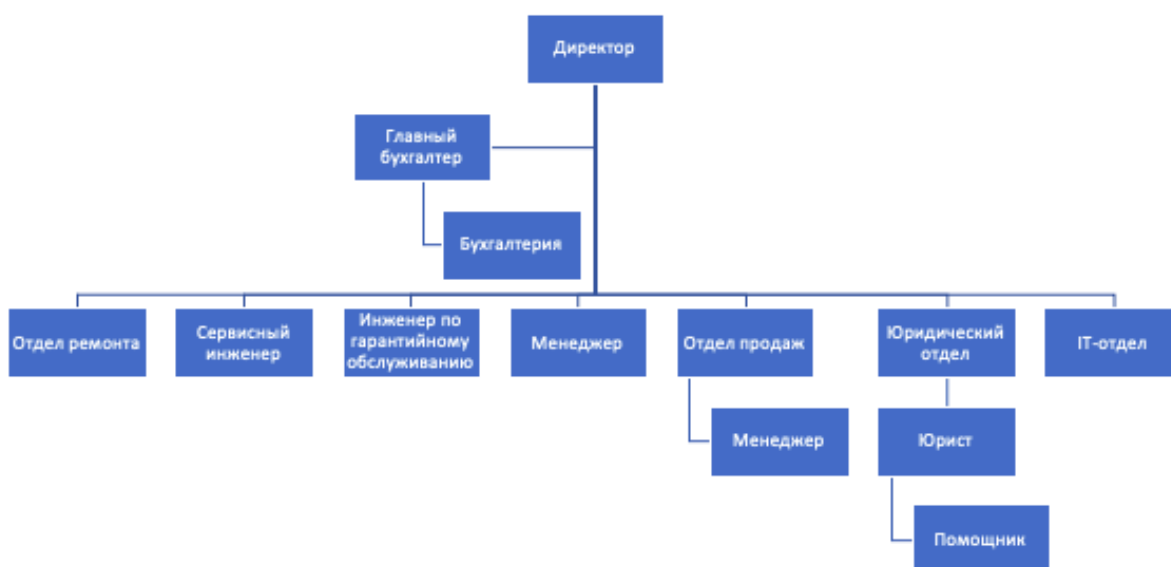 Директор
Главный
бухгалтер
Бухгалтерия
Отдел ремонта
Сервисный
инженер
Инженер по
гарантийному
обслуживанию
Менеджер
Отдел продаж
Юридический
отдел
IT-отдел
Менеджер
Юрист
Помощник